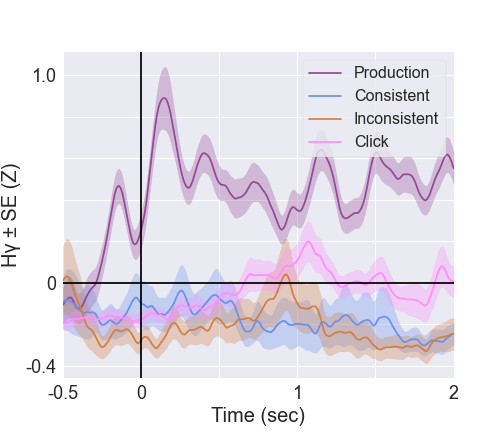 Production
Consistent
Inconsistent
Click
1.0
0
-0.4
Hγ ± SE (Z)
-0.5
0
1
2
Time (sec)